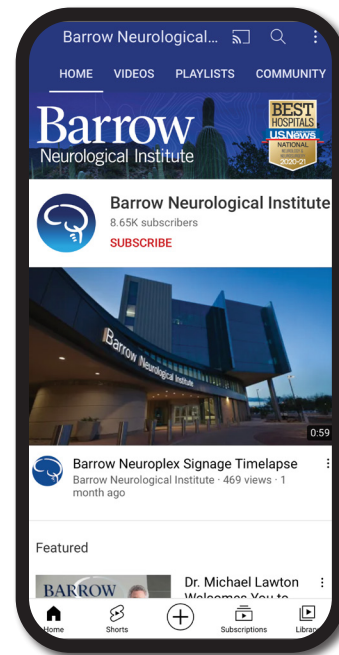 Barrow Neurological...
HOME VIDEOS PLAYLISTS COMMUNITY
Barrow
Neurological Institute
BEST
HOSPITALS
U.S.News
NATIONAL
2020-21
Barrow Neurological Institute
8.65K subscribers
SUBSCRIBE
Barrow Neurological Institute
0:59
Barrow Neuroplex Signage Timelapse
Barrow Neurological Institute · 469 views · 1
month ago
Featured
BARROW
Dr. Michael Lawton
Welcomes You to
Home Shorts Subscriptions Library